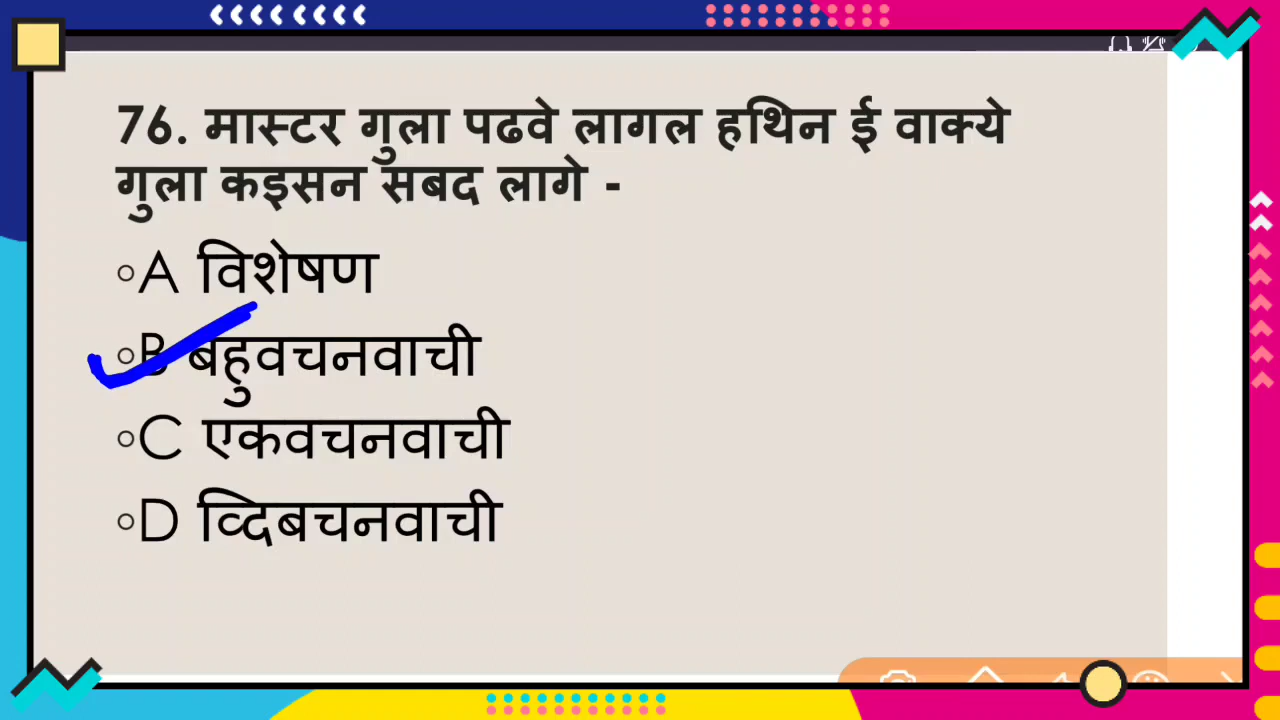 76. मास्टर गुला पढवे लागल हथिन ई वाक्ये
गुला कइसन सबद लागे -
○A विशेषण
○B बहुवचनवाची
○C एकवचनवाची
○D व्दिबचनवाची